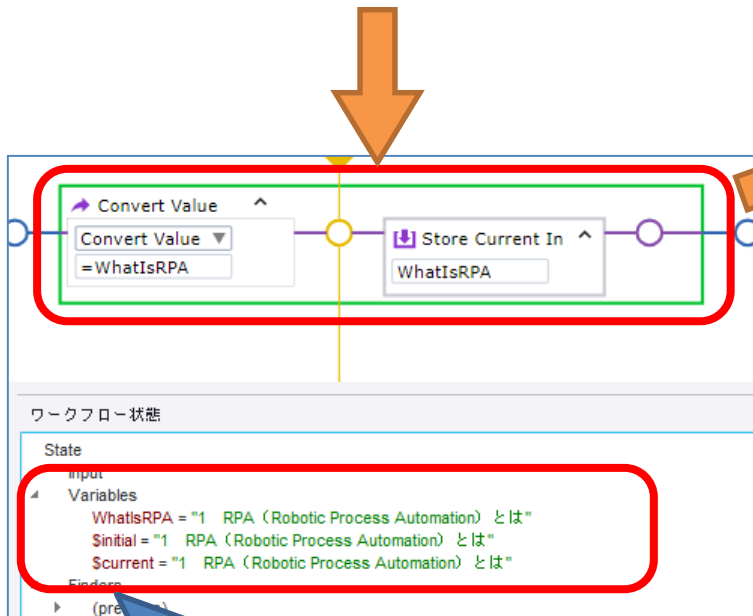 Convert Value
Convert Value
=WhatIsRPA
Store Current In
WhatIsRPA
ワークフロー状態
State
Input
Variables
WhatIsRPA = "1　RPA（Robotic Process Automation）とは"
$initial = "1　RPA（Robotic Process Automation）とは"
$current = "1　RPA（Robotic Process Automation）とは"
Finders